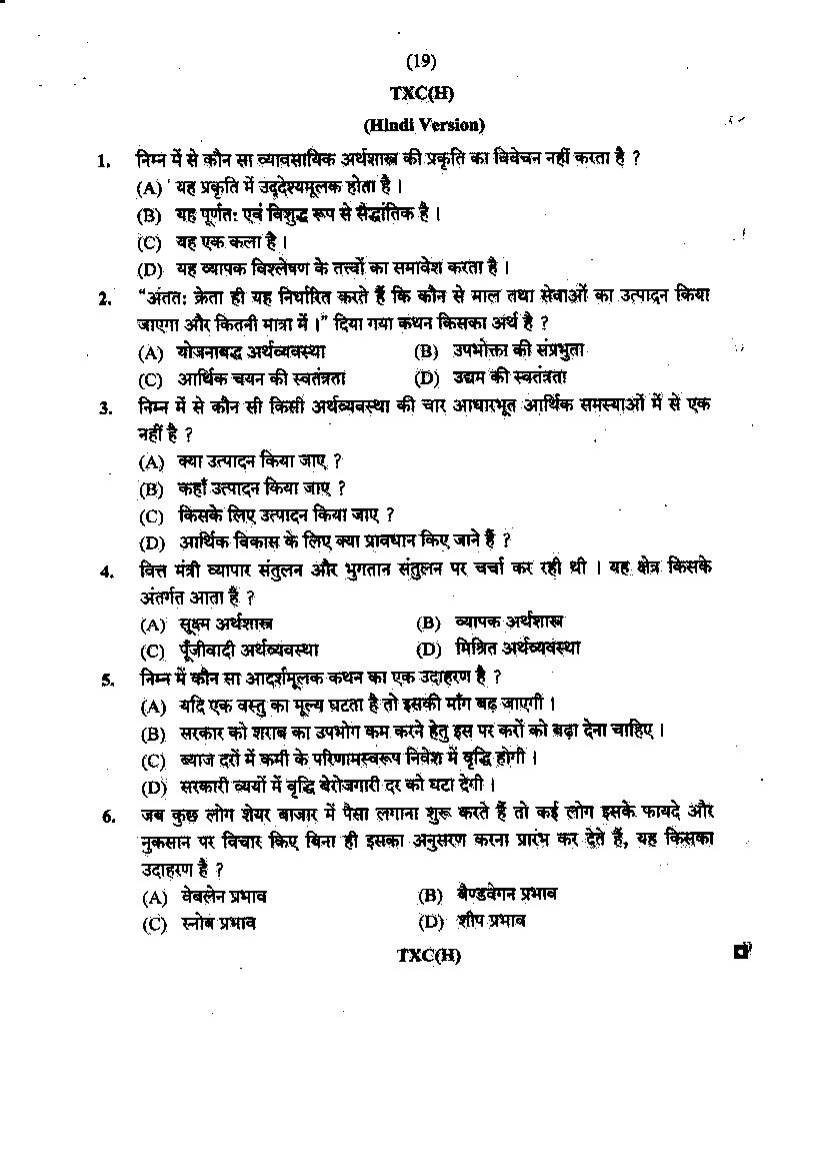 (19)
TXC(H)
(Hindi Version)
1. निम्न में से कौन सा व्यावसायिक अर्थशास्त्र की प्रकृति का विवेचन नहीं करता है ?
(A) यह प्रकृति में उद्देश्यमूलक होता है ।
(B) यह पूर्णतः एवं विशुद्ध रूप से सैद्धांतिक है ।
(C) यह एक कला है ।
(D) यह व्यापक विश्लेषण के तत्त्वों का समावेश करता है ।
2. “अंततः क्रेता ही यह निर्धारित करते हैं कि कौन से माल तथा सेवाओं का उत्पादन किया
जाएगा और कितनी मात्रा में ।” दिया गया कथन किसका अर्थ है ?
(A) योजनाबद्ध अर्थव्यवस्था (B) उपभोक्ता की संप्रभुता
(C) आर्थिक चयन की स्वतंत्रता (D) उद्यम की स्वतंत्रता
3. निम्न में से कौन सी किसी अर्थव्यवस्था की चार आधारभूत आर्थिक समस्याओं में से एक
नहीं है ?
(A) क्या उत्पादन किया जाए ?
(B) कहाँ उत्पादन किया जाए ?
(C) किसके लिए उत्पादन किया जाए ?
(D) आर्थिक विकास के लिए क्या प्रावधान किए जाने हैं ?
4. वित्त मंत्री व्यापार संतुलन और भुगतान संतुलन पर चर्चा कर रही थी । यह क्षेत्र किसके
अंतर्गत आता है ?
(A) सूक्ष्म अर्थशास्त्र (B) व्यापक अर्थशास्त्र
(C) पूँजीवादी अर्थव्यवस्था (D) मिश्रित अर्थव्यवस्था
5. निम्न में कौन सा आदर्शमूलक कथन का एक उदाहरण है ?
(A) यदि एक वस्तु का मूल्य घटता है तो इसकी माँग बढ़ जाएगी ।
(B) सरकार को शराब का उपभोग कम करने हेतु इस पर करों को बढ़ा देना चाहिए ।
(C) ब्याज दरों में कमी के परिणामस्वरूप निवेश में वृद्धि होगी ।
(D) सरकारी व्ययों में वृद्धि बेरोजगारी दर को घटा देगी ।
6. जब कुछ लोग शेयर बाजार में पैसा लगाना शुरू करते हैं तो कई लोग इसके फायदे और
नुकसान पर विचार किए बिना ही इसका अनुसरण करना प्रारंभ कर देते हैं, यह किसका
उदाहरण है ?
(A) वेबलेन प्रभाव (B) बैण्डवेगन प्रभाव
(C) स्नोब प्रभाव (D) शीप प्रभाव
TXC(H)